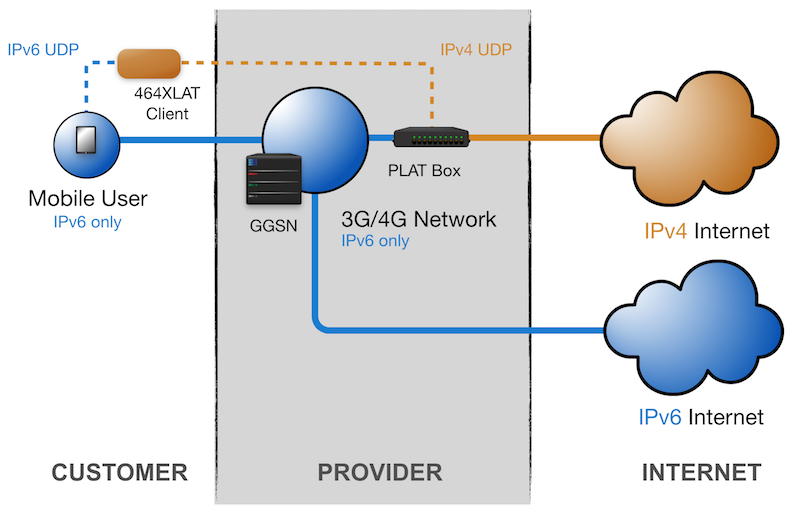 IPv6 UDP
IPv4 UDP
464XLAT
Client
PLAT Box
Mobile User
IPv6 only
GGSN
3G/4G Network
IPv6 only
IPv4 Internet
IPv6 Internet
CUSTOMER
PROVIDER
INTERNET